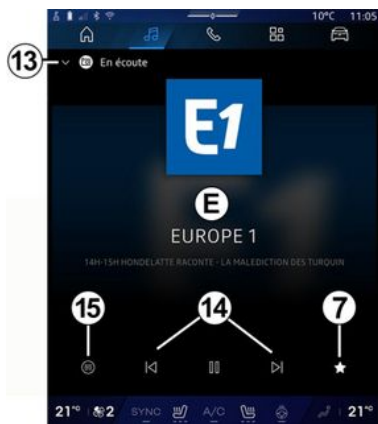 10°C 11:05
13
En écoute
E1
E
EUROPE 1
14H-15H HONDELATTE RACONTE - LA MALEDICTION DES TURQUIN
15
14
7
21°C 2 SYNC A/C 21°C